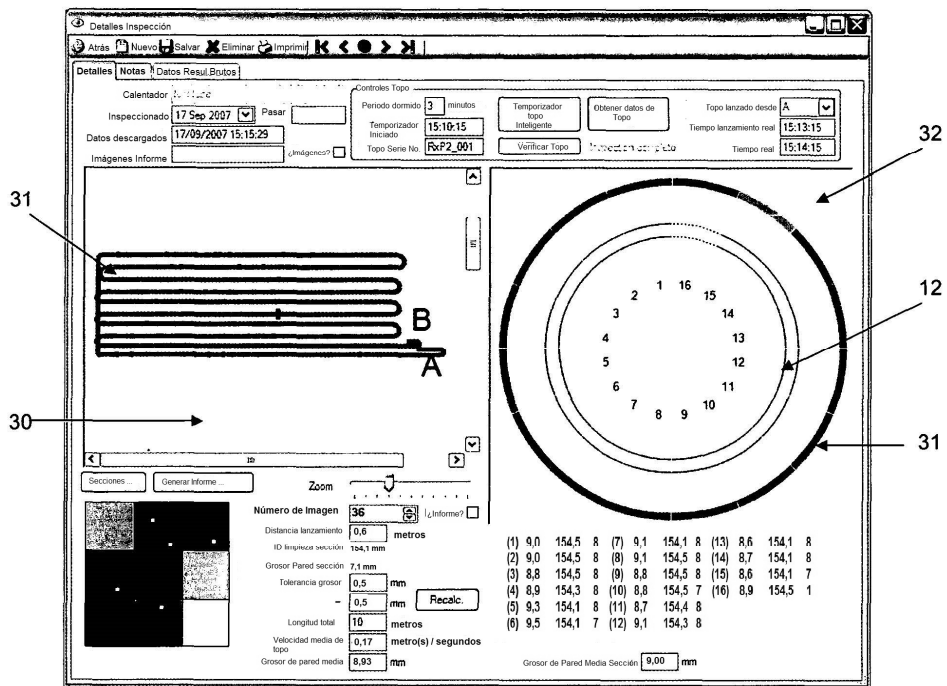 Detalles Inspección
Atrás Nuevo Salvar Eliminar Imprimir
Detalles Notas Datos Resul.Brutos
Calentador
Inspeccionado 17 Sep 2007 Pasar
Datos descargados 17/09/2007 15:15:29
Imágenes Informe ¿Imágenes?
Controles Topo
Periodo dormido 3 minutos
Temporizador Iniciado 15:10:15
Topo Serie No. RxP2_001
Temporizador topo Inteligente
Obtener datos de Topo
Verificar Topo
Topo lanzado desde A
Tiempo lanzamiento real 15:13:15
Tiempo real 15:14:15
32
31
B
A
30
1 16
2 15
3 14
4 13
5 12
6 11
7 10
8 9
12
31
Secciones ...
Generar Informe ...
Zoom
Número de Imagen 36 ¿Informe?
Distancia lanzamiento 0,6 metros
ID limpieza sección 154,1 mm
Grosor Pared sección 7,1 mm
Tolerancia grosor 0,5 mm
– 0,5 mm Recalc.
Longitud total 10 metros
Velocidad media de topo 0,17 metro(s) / segundos
Grosor de pared media 8,93 mm
(1) 9,0 154,5 8 (7) 9,1 154,1 8 (13) 8,6 154,1 8
(2) 9,0 154,5 8 (8) 9,1 154,5 8 (14) 8,7 154,1 8
(3) 8,8 154,5 8 (9) 8,8 154,5 8 (15) 8,6 154,1 7
(4) 8,9 154,3 8 (10) 8,8 154,5 7 (16) 8,9 154,5 1
(5) 9,3 154,1 8 (11) 8,7 154,4 8
(6) 9,5 154,1 7 (12) 9,1 154,3 8
Grosor de Pared Media Sección 9,00 mm